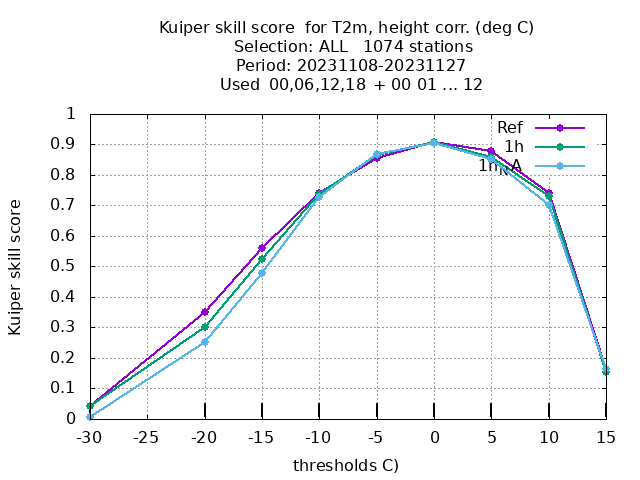 Kuiper skill score  for T2m, height corr. (deg C)
Selection: ALL   1074 stations
Period: 20231108-20231127
Used  00,06,12,18  + 00 01 ... 12
Ref
1h
1hNA
1
0.9
0.8
0.7
0.6
0.5
0.4
0.3
0.2
0.1
0
Kuiper skill score
-30 -25 -20 -15 -10 -5 0 5 10 15
thresholds C)